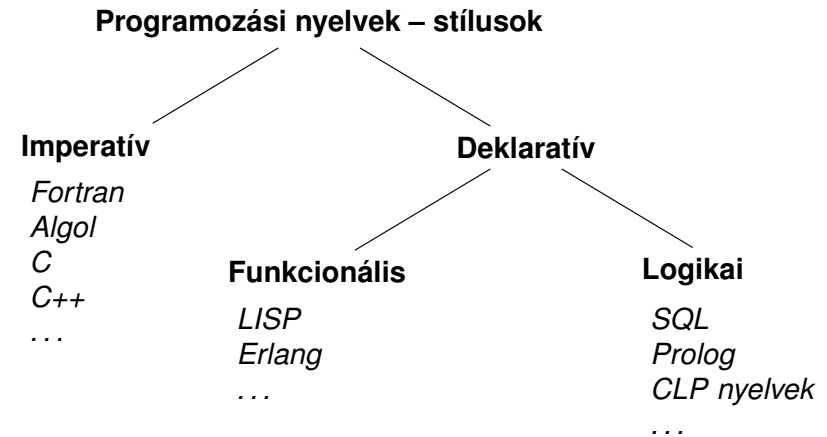 Programozási nyelvek – stílusok
Imperatív
Fortran
Algol
C
C++
. . .
Deklaratív
Funkcionális
LISP
Erlang
. . .
Logikai
SQL
Prolog
CLP nyelvek
. . .